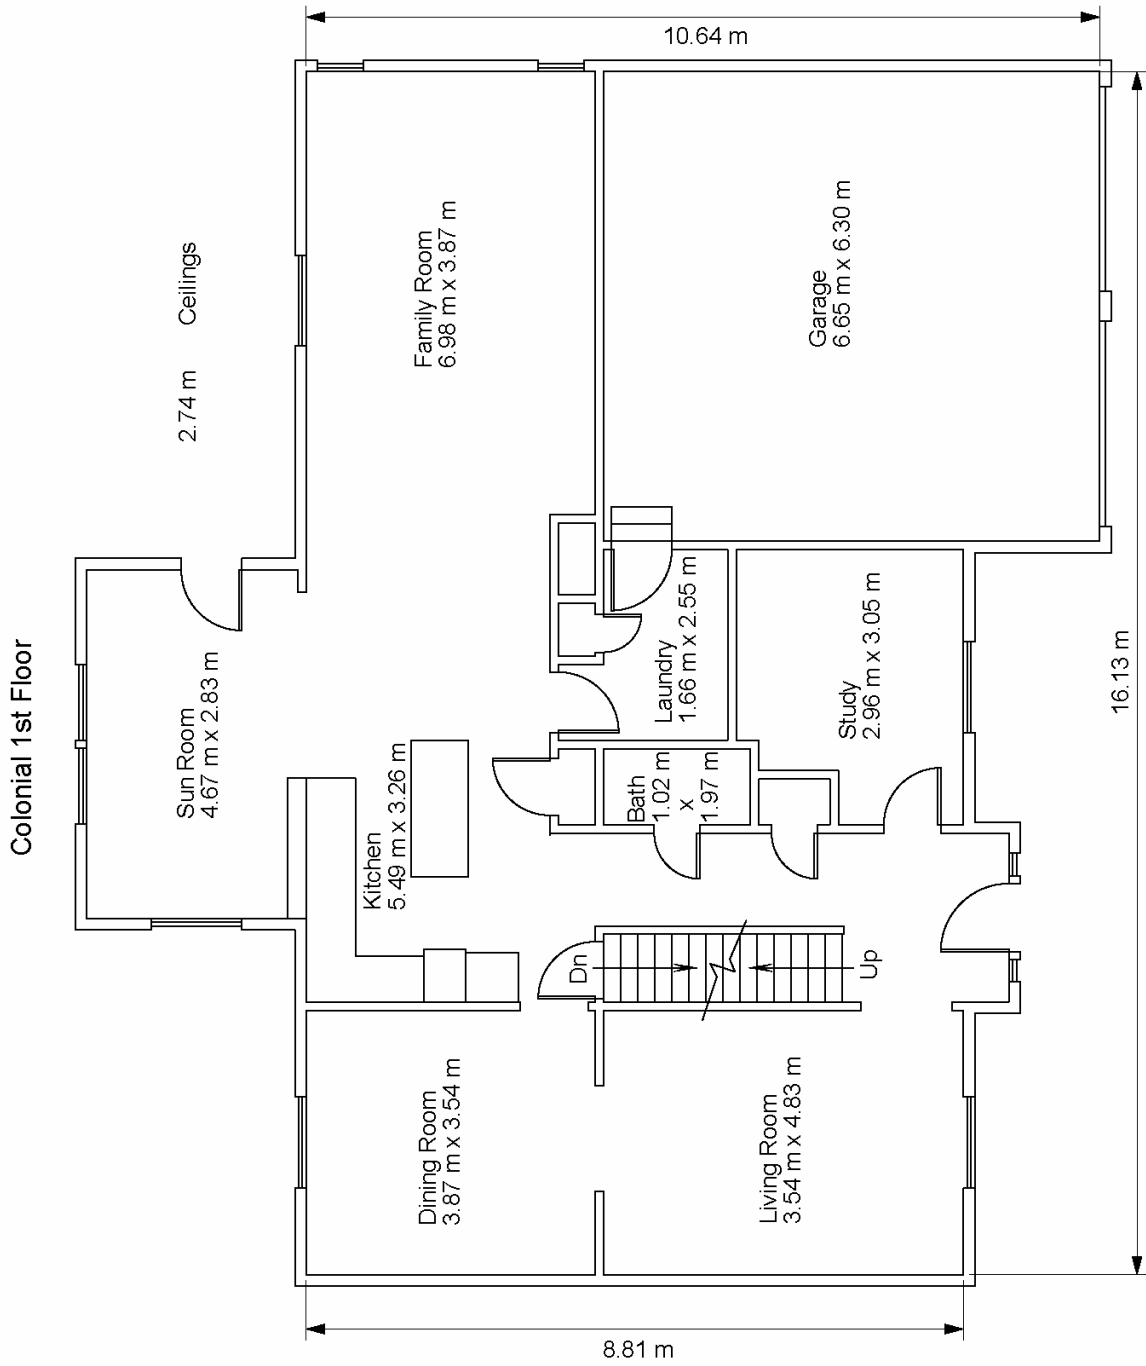 Colonial 1st Floor
10.64 m
2.74 m Ceilings
Family Room
6.98 m x 3.87 m
Garage
6.65 m x 6.30 m
Sun Room
4.67 m x 2.83 m
Laundry
1.66 m x 2.55 m
Study
2.96 m x 3.05 m
16.13 m
Kitchen
5.49 m x 3.26 m
Bath
1.02 m
x
1.97 m
Dn
Up
Dining Room
3.87 m x 3.54 m
Living Room
3.54 m x 4.83 m
8.81 m